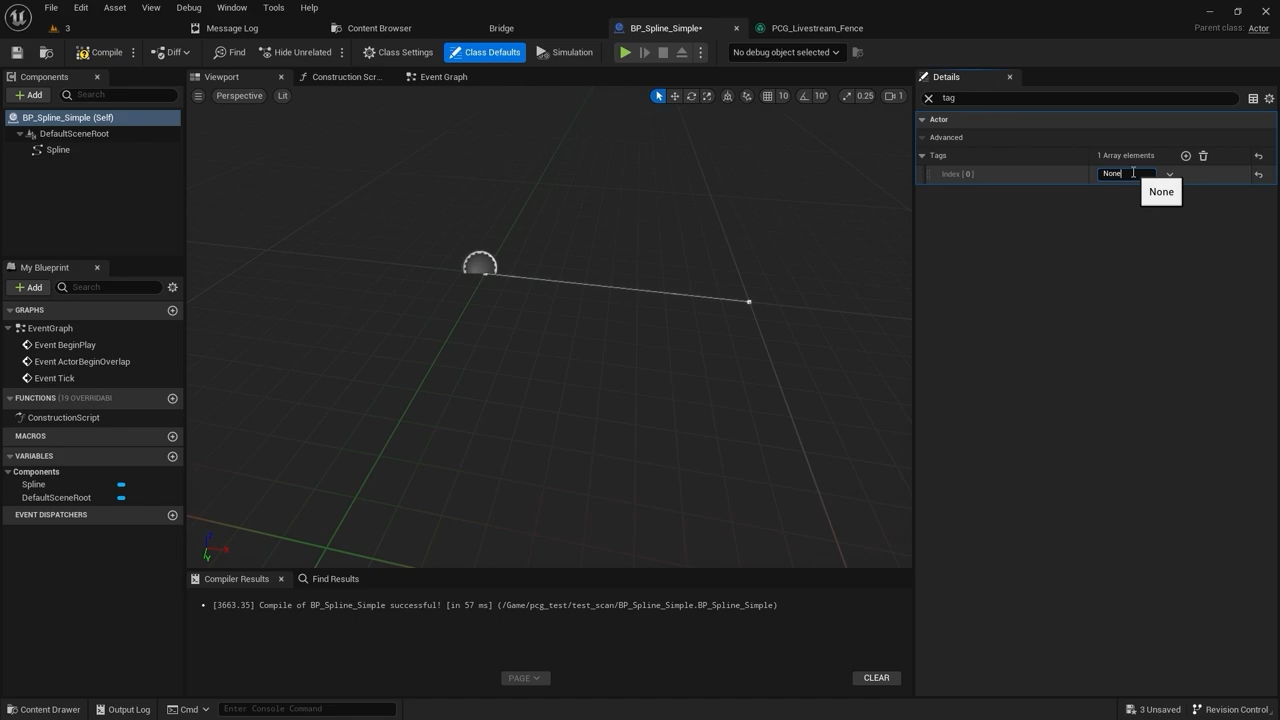 File Edit Asset View Debug Window Tools Help
3 Message Log Content Browser Bridge BP_Spline_Simple• PCG_Livestream_Fence Parent class: Actor
Compile Diff Find Hide Unrelated Class Settings Class Defaults Simulation No debug object selected
Components
Add Search
BP_Spline_Simple (Self)
DefaultSceneRoot
Spline
My Blueprint
Add Search
GRAPHS
EventGraph
Event BeginPlay
Event ActorBeginOverlap
Event Tick
FUNCTIONS (19 OVERRIDABI
ConstructionScript
MACROS
VARIABLES
Components
Spline
DefaultSceneRoot
EVENT DISPATCHERS
Viewport Construction Scr... Event Graph
Perspective Lit 10 10° 0.25 1
Z
Y
Compiler Results Find Results
• [3663.35] Compile of BP_Spline_Simple successful! [in 57 ms] (/Game/pcg_test/test_scan/BP_Spline_Simple.BP_Spline_Simple)
PAGE CLEAR
Details
tag
Actor
Advanced
Tags 1 Array elements
Index [ 0 ] None
None
Content Drawer Output Log Cmd Enter Console Command 3 Unsaved Revision Control